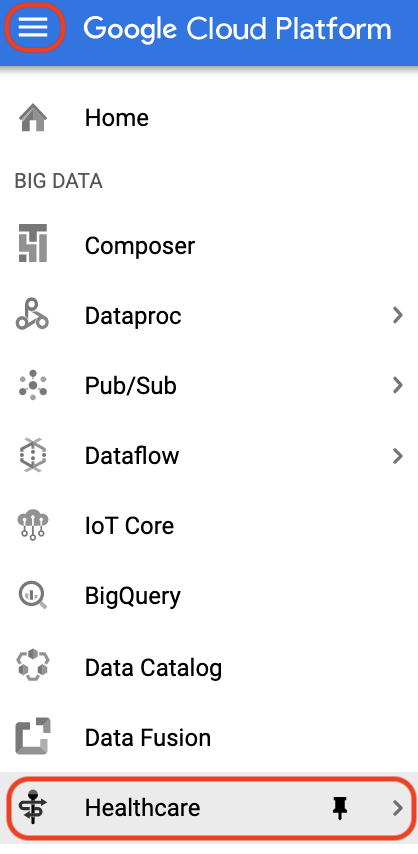 Google Cloud Platform
Home
BIG DATA
Composer
Dataproc
Pub/Sub
Dataflow
IoT Core
BigQuery
Data Catalog
Data Fusion
Healthcare